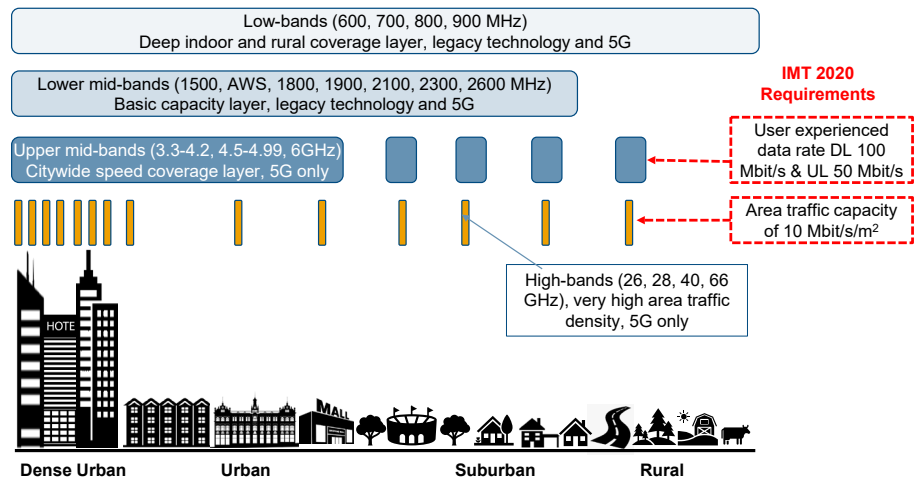 Low-bands (600, 700, 800, 900 MHz)
Deep indoor and rural coverage layer, legacy technology and 5G
Lower mid-bands (1500, AWS, 1800, 1900, 2100, 2300, 2600 MHz)
Basic capacity layer, legacy technology and 5G
IMT 2020
Requirements
Upper mid-bands (3.3-4.2, 4.5-4.99, 6GHz)
Citywide speed coverage layer, 5G only
User experienced
data rate DL 100
Mbit/s & UL 50 Mbit/s
Area traffic capacity
of 10 Mbit/s/m²
High-bands (26, 28, 40, 66
GHz), very high area traffic
density, 5G only
HOTE
MALL
Dense Urban
Urban
Suburban
Rural